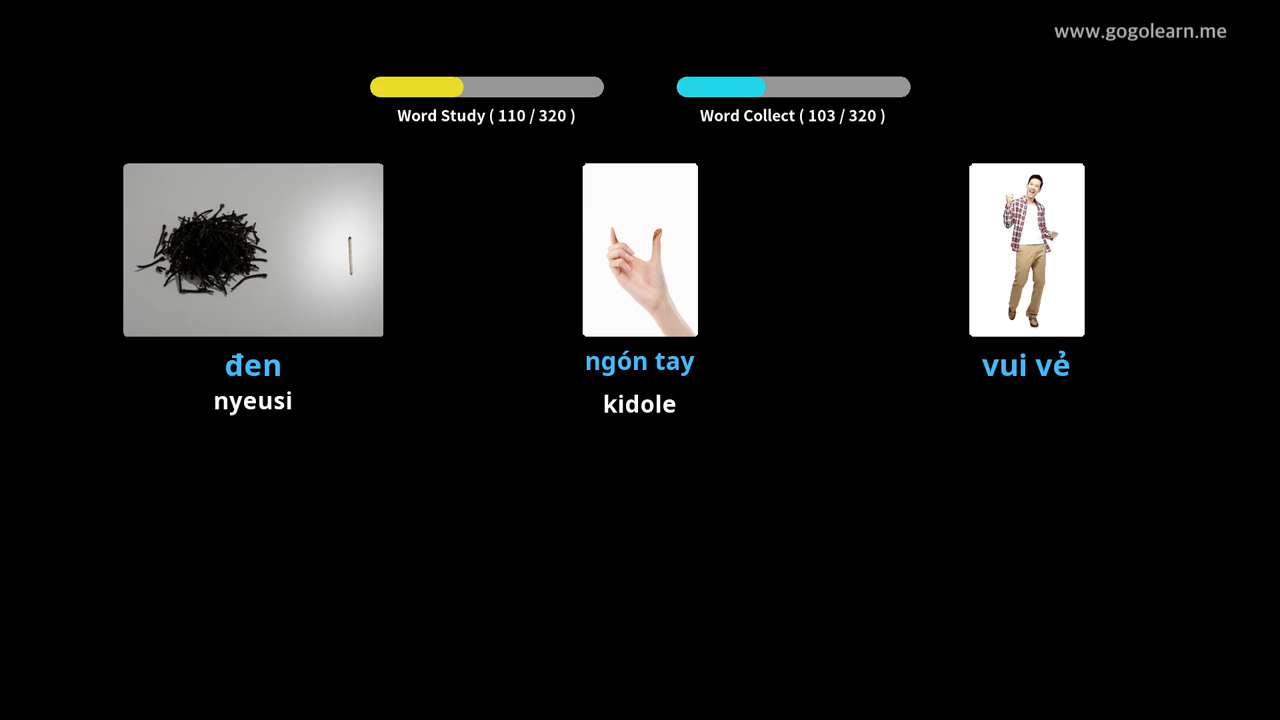 www.gogolearn.me
Word Study ( 110 / 320 )
Word Collect ( 103 / 320 )
đen
nyeusi
ngón tay
kidole
vui vẻ